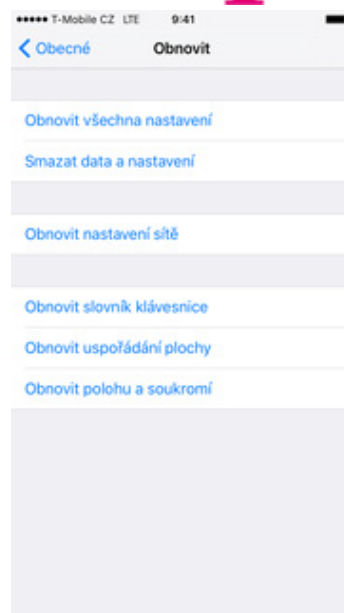 T-Mobile CZ LTE 9:41
Obecné Obnovit
Obnovit všechna nastavení
Smazat data a nastavení
Obnovit nastavení sítě
Obnovit slovník klávesnice
Obnovit uspořádání plochy
Obnovit polohu a soukromí